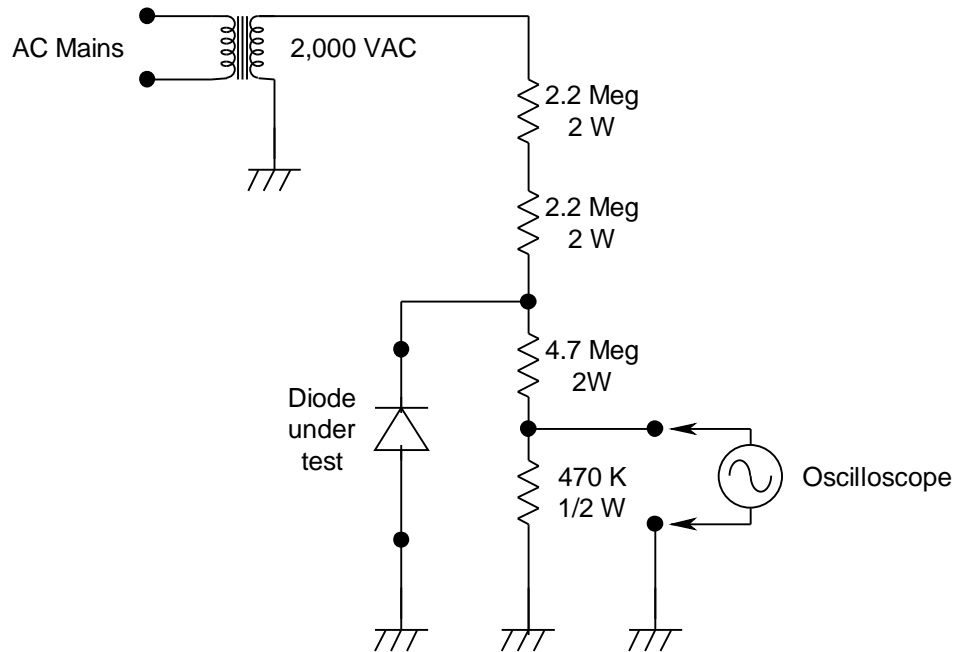 AC Mains
2,000 VAC
2.2 Meg
2 W
2.2 Meg
2 W
4.7 Meg
2W
Diode
under
test
470 K
1/2 W
Oscilloscope